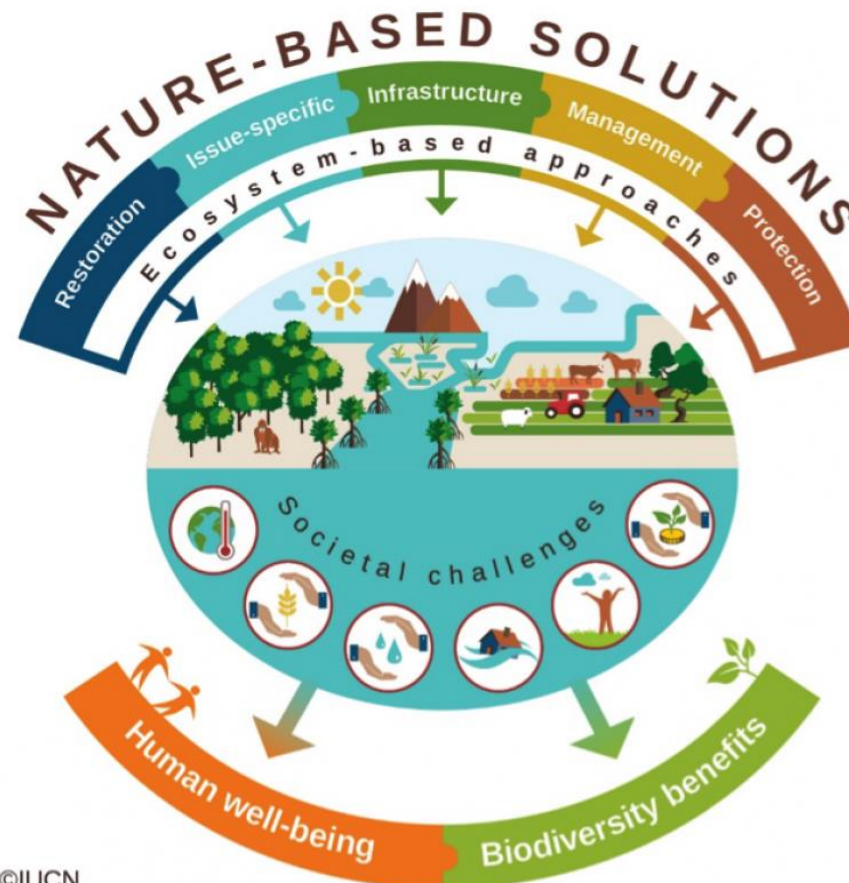 NATURE-BASED SOLUTIONS
Restoration
Issue-specific
Infrastructure
Management
Protection
Ecosystem-based approaches
Societal challenges
Human well-being
Biodiversity benefits
©IUCN